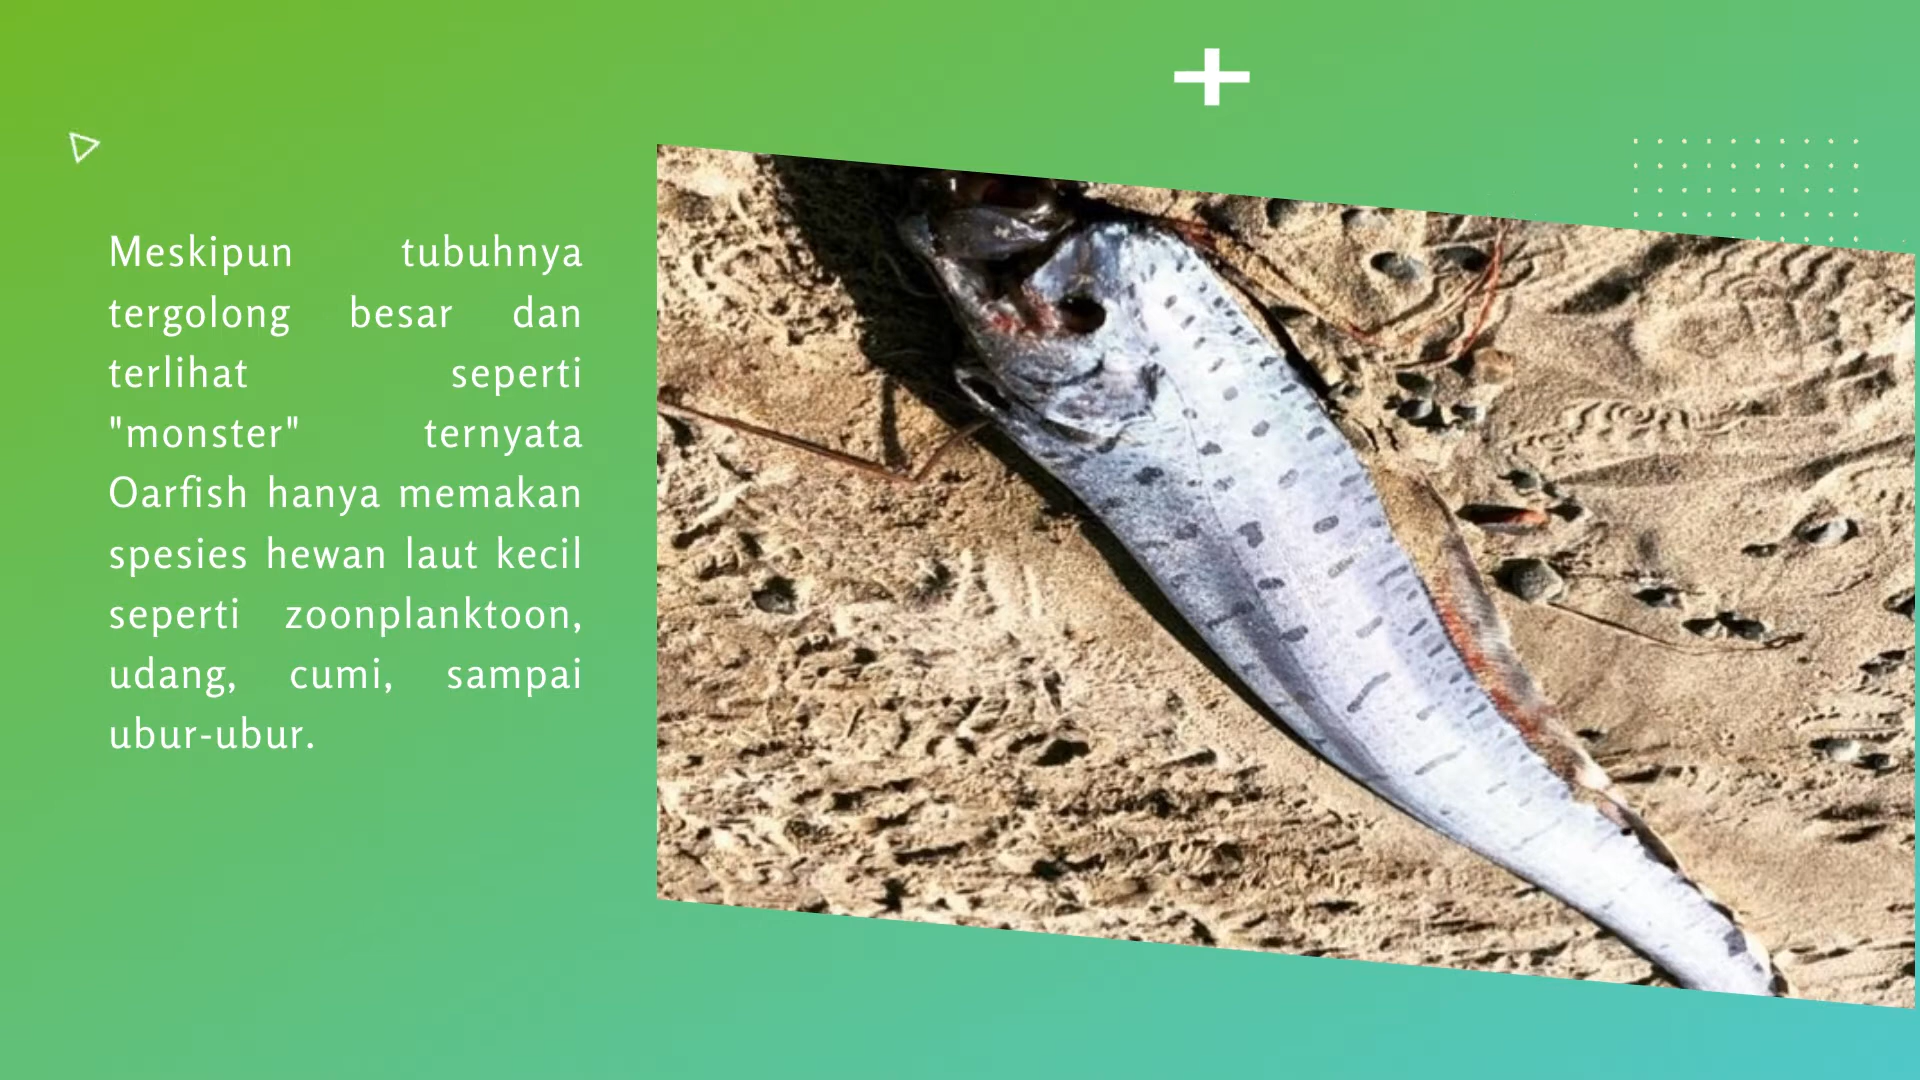 Meskipun tubuhnya
tergolong besar dan
terlihat seperti
"monster" ternyata
Oarfish hanya memakan
spesies hewan laut kecil
seperti zoonplanktoon,
udang, cumi, sampai
ubur-ubur.